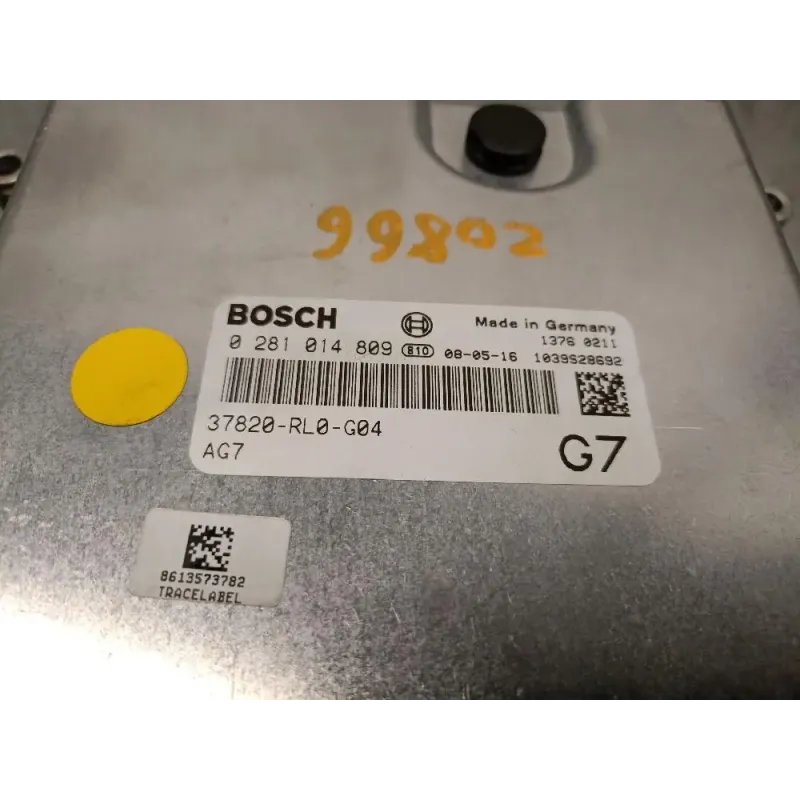 99802
BOSCH
Made in Germany
1376 0211
0 281 014 809 B10 08-05-16 1039S28692
37820-RL0-G04
AG7
G7
8613573782
TRACELABEL